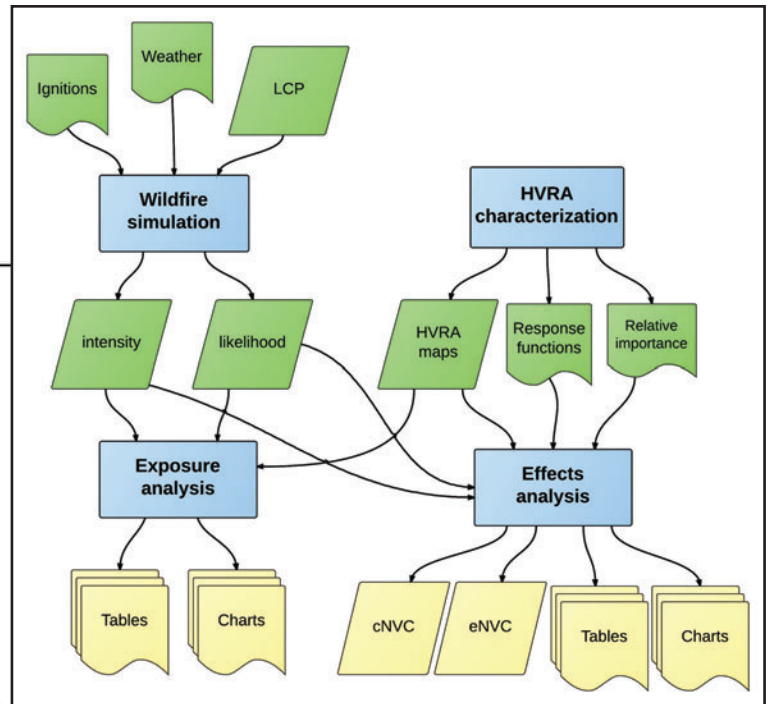 Ignitions
Weather
LCP
Wildfire
simulation
HVRA
characterization
intensity
likelihood
HVRA
maps
Response
functions
Relative
importance
Exposure
analysis
Effects
analysis
Tables
Charts
cNVC
eNVC
Tables
Charts